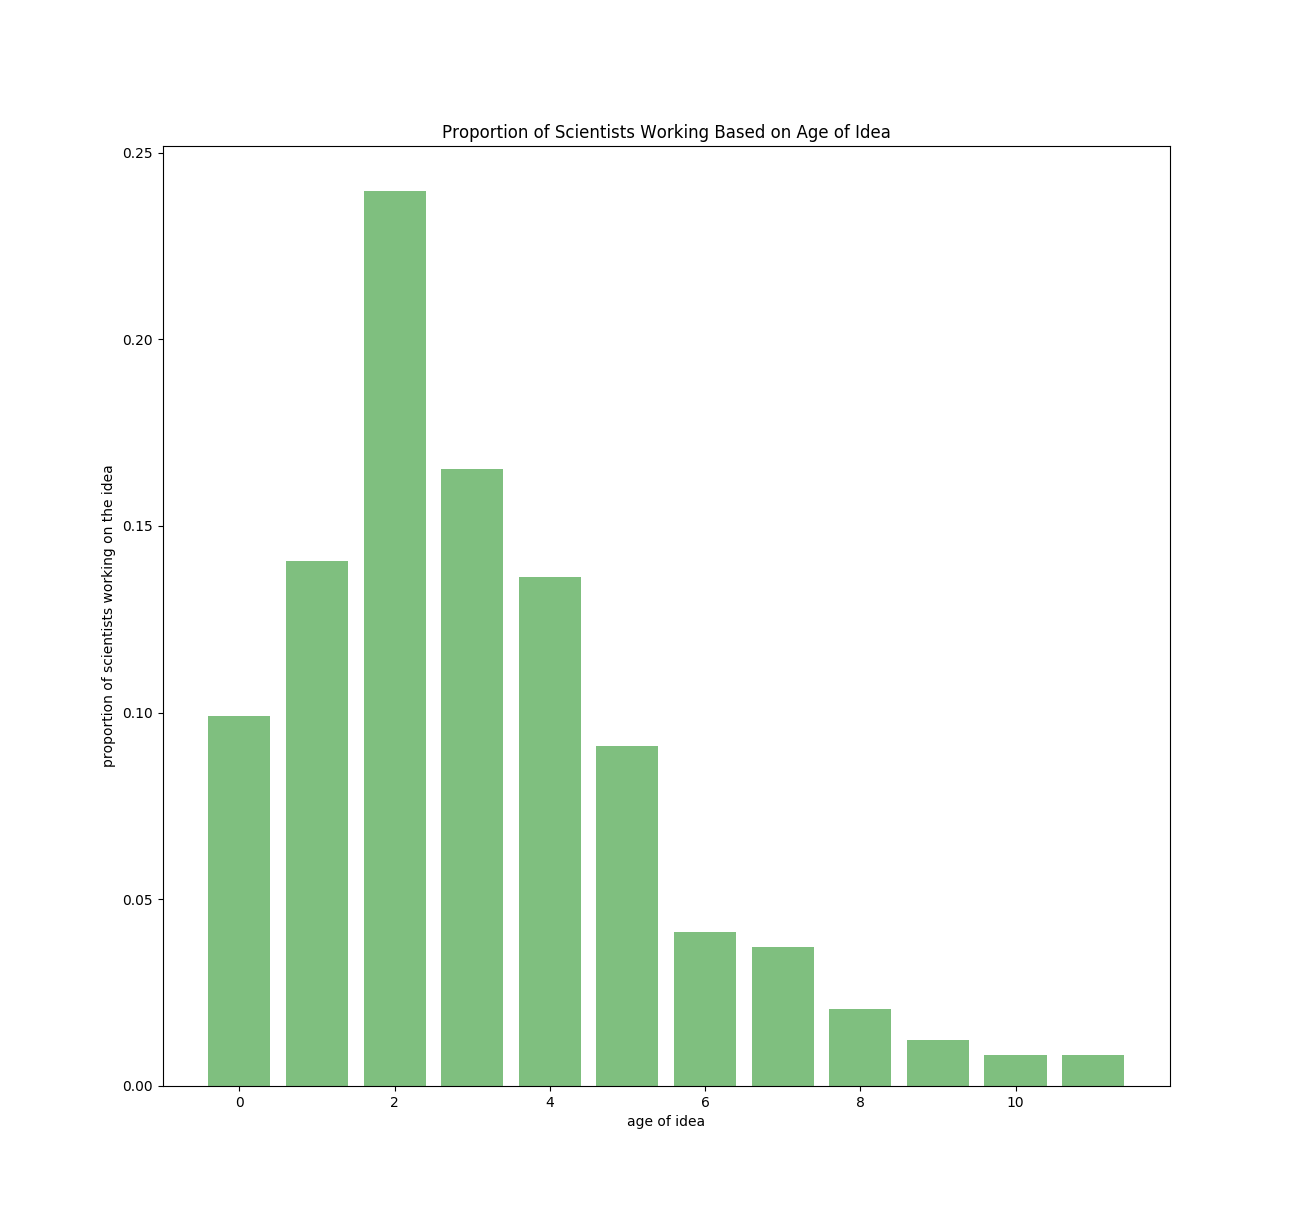 Proportion of Scientists Working Based on Age of Idea
0.25
0.20
0.15
0.10
0.05
0.00
proportion of scientists working on the idea
0 2 4 6 8 10
age of idea